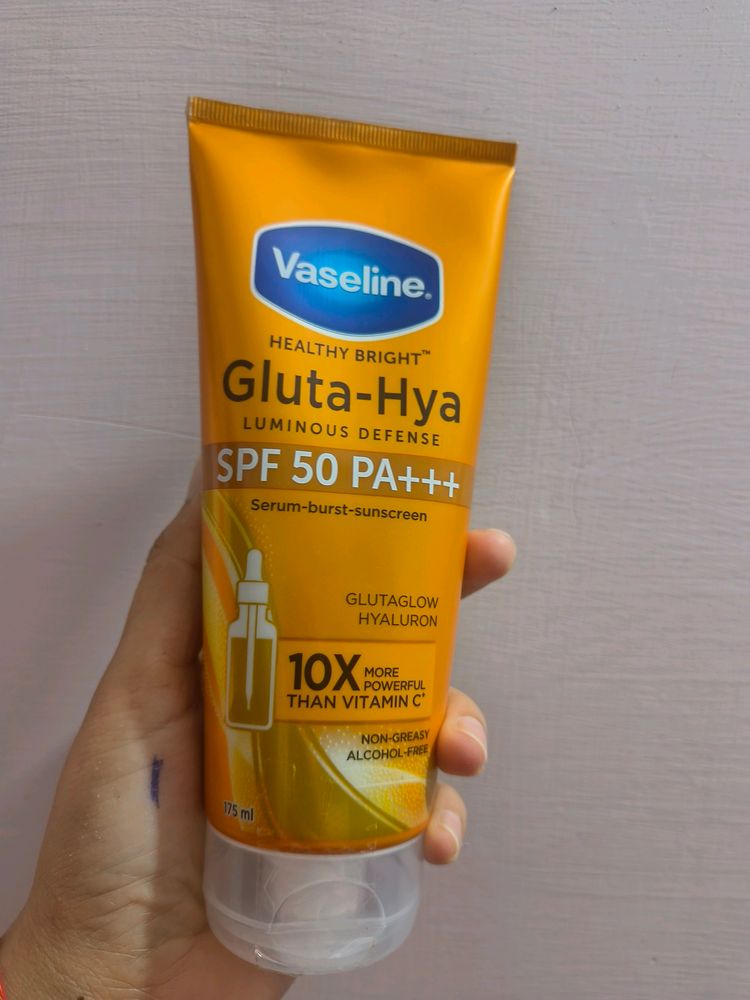 Vaseline®
HEALTHY BRIGHT™
Gluta-Hya
LUMINOUS DEFENSE
SPF 50 PA+++
Serum-burst-sunscreen
GLUTAGLOW
HYALURON
10X MORE
POWERFUL
THAN VITAMIN C*
NON-GREASY
ALCOHOL-FREE
175 ml